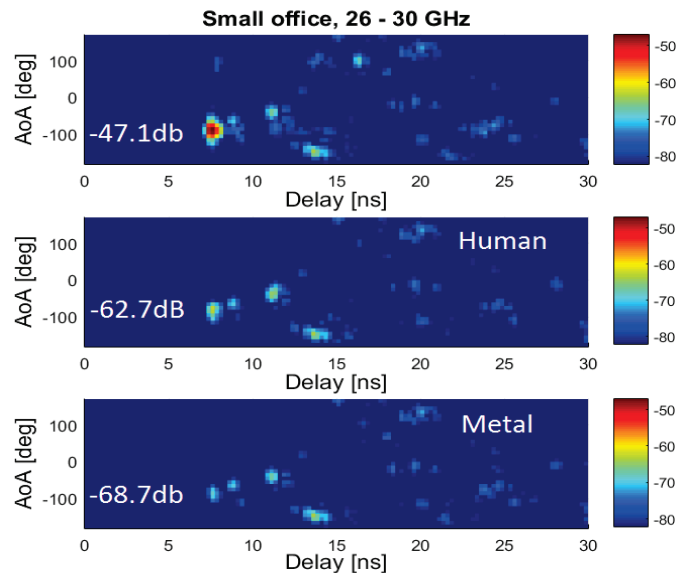 Small office, 26 - 30 GHz
AoA [deg]
100
0
-100
-47.1db
0 5 10 15 20 25 30
Delay [ns]
-50
-60
-70
-80
AoA [deg]
100
0
-100
Human
-62.7dB
0 5 10 15 20 25 30
Delay [ns]
-50
-60
-70
-80
AoA [deg]
100
0
-100
Metal
-68.7db
0 5 10 15 20 25 30
Delay [ns]
-50
-60
-70
-80